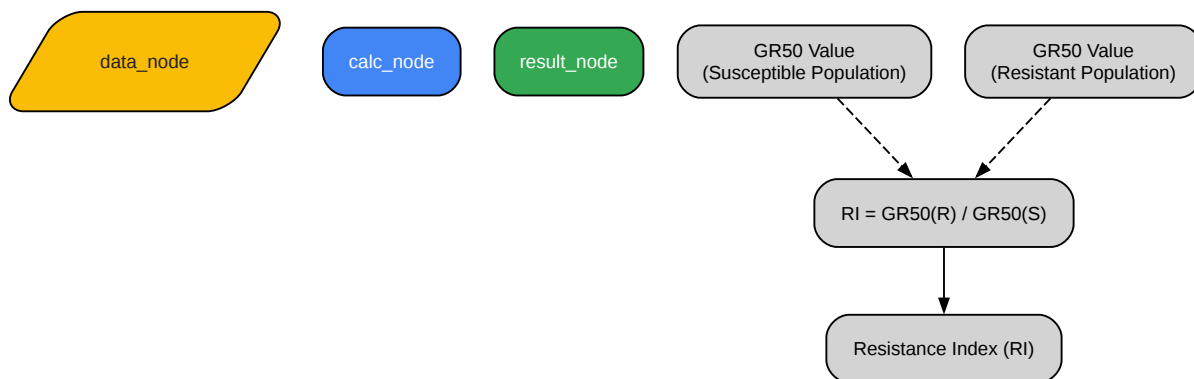 data_node
calc_node
result_node
GR50 Value
(Susceptible Population)
GR50 Value
(Resistant Population)
RI = GR50(R) / GR50(S)
Resistance Index (RI)